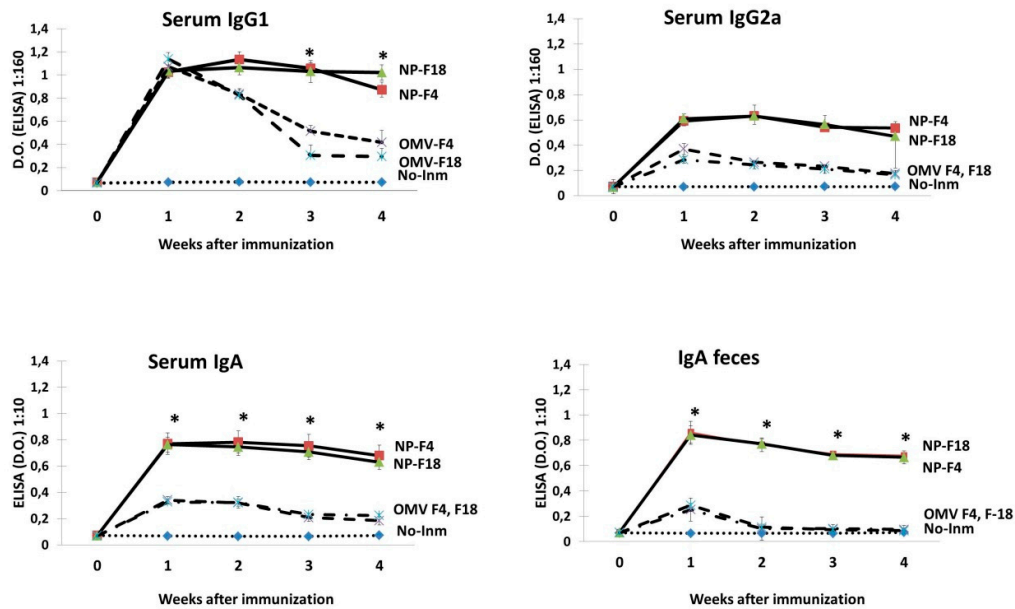 Serum IgG1
D.O. (ELISA) 1:160
1,4
1,2
1
0,8
0,6
0,4
0,2
0
*
*
NP-F18
NP-F4
OMV-F4
OMV-F18
No-Inm
0 1 2 3 4
Weeks after immunization
Serum IgG2a
D.O. (ELISA) 1:160
1,4
1,2
1
0,8
0,6
0,4
0,2
0
NP-F4
NP-F18
OMV F4, F18
No-Inm
0 1 2 3 4
Weeks after immunization
Serum IgA
ELISA (D.O.) 1:10
1,4
1,2
1
0,8
0,6
0,4
0,2
0
* * * *
NP-F4
NP-F18
OMV F4, F18
No-Inm
0 1 2 3 4
Weeks after immunization
IgA feces
ELISA (D.O.) 1:10
1,4
1,2
1
0,8
0,6
0,4
0,2
0
* * * *
NP-F18
NP-F4
OMV F4, F-18
No-Inm
0 1 2 3 4
Weeks after immunization